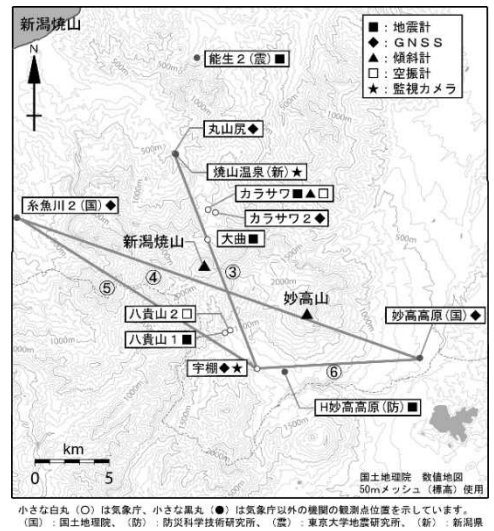 新潟焼山
N
■：地震計
◆：GNSS
▲：傾斜計
□：空振計
★：監視カメラ
能生２(震)■
丸山尻◆
500m
焼山温泉(新)★
カラサワ■▲□
糸魚川２(国)◆
カラサワ２◆
大曲■
新潟焼山
③
④
⑤
2000m
妙高山
妙高高原(国)◆
八貴山２□
八貴山１■
宇棚◆★
⑥
H妙高高原(防)■
1500m
km
0
5
国土地理院　数値地図
50mメッシュ（標高）使用
小さな白丸（○）は気象庁、小さな黒丸（●）は気象庁以外の機関の観測点位置を示しています。
（国）：国土地理院、（防）：防災科学技術研究所、（震）：東京大学地震研究所、（新）：新潟県